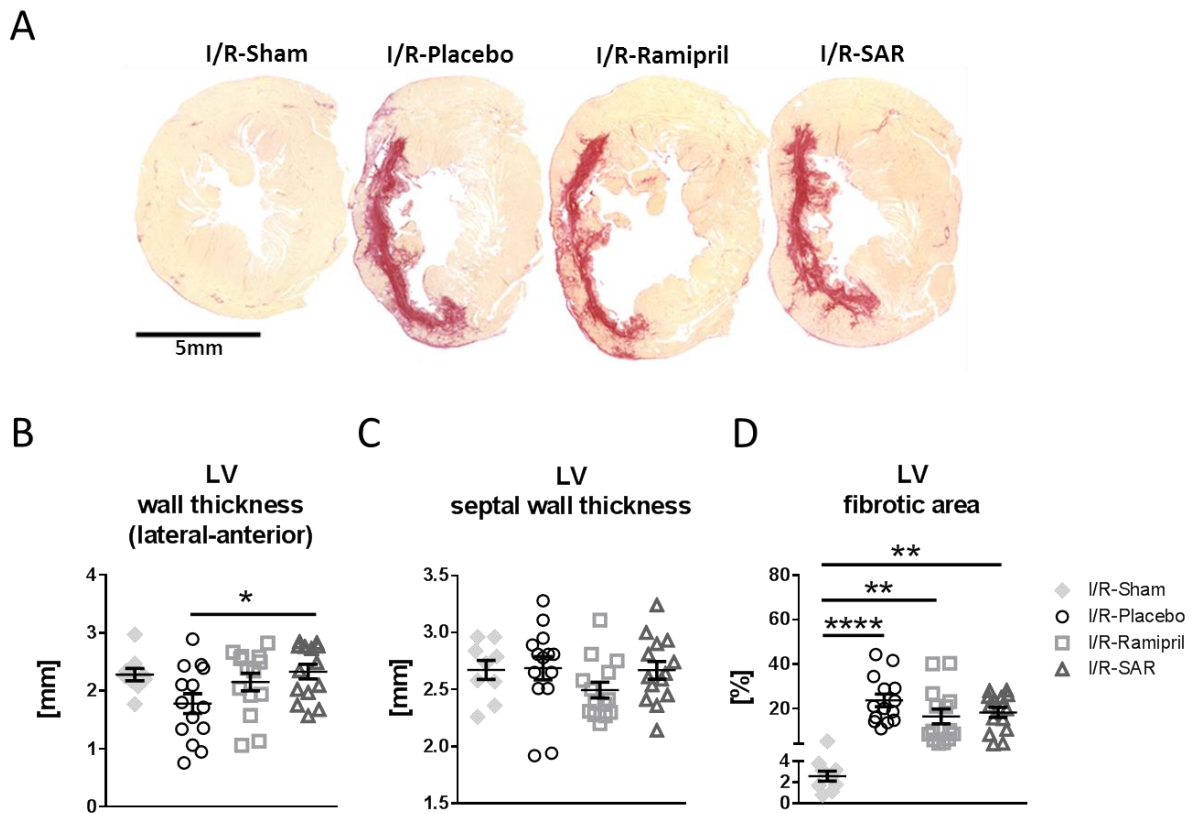 A
I/R-Sham
I/R-Placebo
I/R-Ramipril
I/R-SAR
5mm
B
LV
wall thickness
(lateral-anterior)
[mm]
4
3
2
1
0
*
C
LV
septal wall thickness
[mm]
3.5
3.0
2.5
2.0
1.5
D
LV
fibrotic area
[%]
80
60
40
20
4
2
0
**
**
****
I/R-Sham
I/R-Placebo
I/R-Ramipril
I/R-SAR